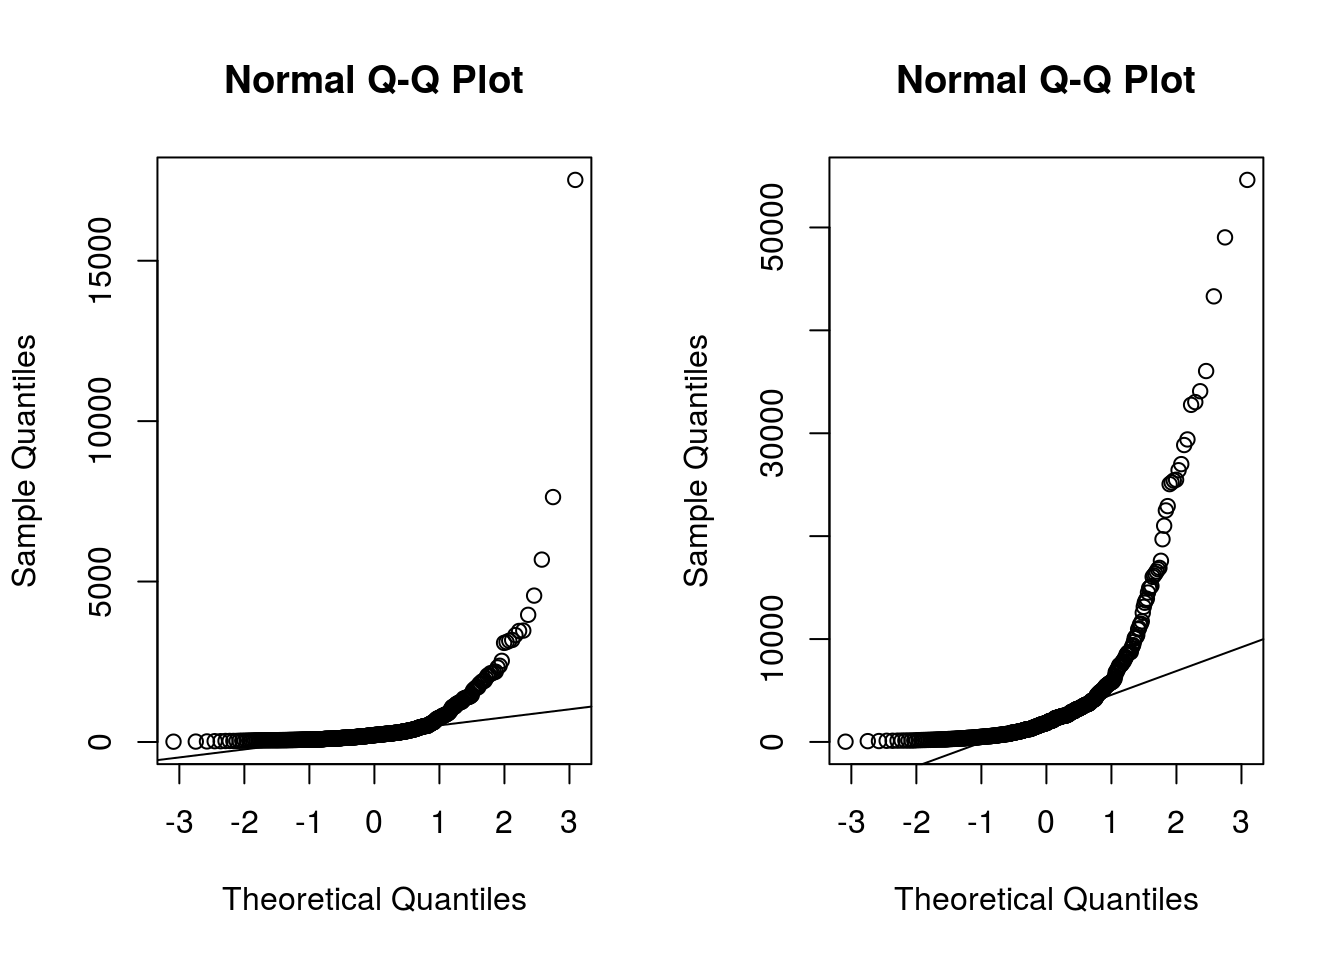 Normal Q-Q Plot
Sample Quantiles
15000
10000
5000
0
-3 -2 -1 0 1 2 3
Theoretical Quantiles
Normal Q-Q Plot
Sample Quantiles
50000
30000
10000
0
-3 -2 -1 0 1 2 3
Theoretical Quantiles